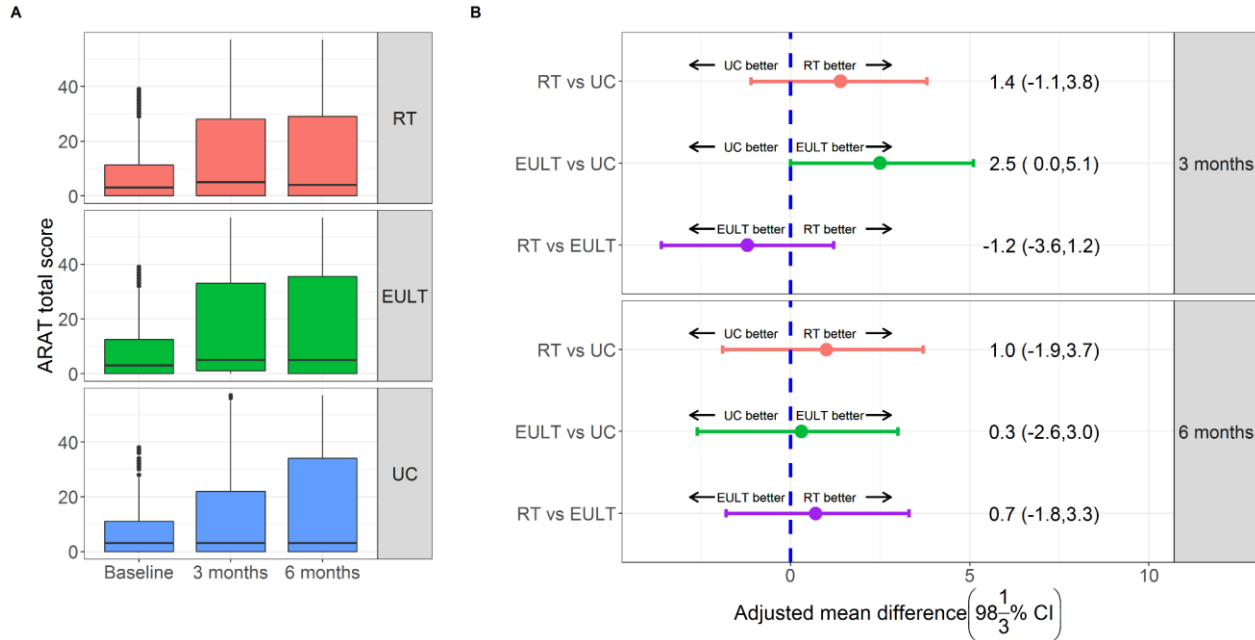 A
ARAT total score
40
20
0
RT
40
20
0
EULT
40
20
0
UC
Baseline 3 months 6 months
B
UC better RT better
RT vs UC 1.4 (-1.1,3.8)
UC better EULT better
EULT vs UC 2.5 ( 0.0,5.1)
EULT better RT better
RT vs EULT -1.2 (-3.6,1.2)
3 months
UC better RT better
RT vs UC 1.0 (-1.9,3.7)
UC better EULT better
EULT vs UC 0.3 (-2.6,3.0)
EULT better RT better
RT vs EULT 0.7 (-1.8,3.3)
6 months
0 5 10
Adjusted mean difference(98 1/3% CI)